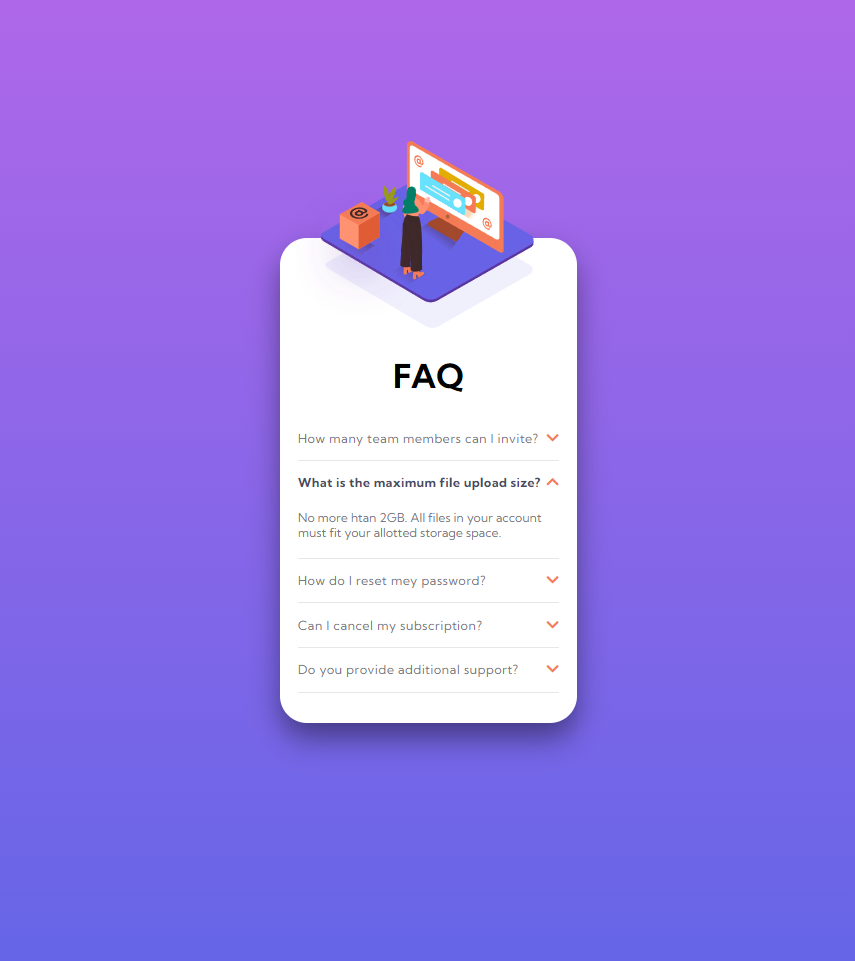 FAQ
How many team members can I invite?
What is the maximum file upload size?
No more htan 2GB. All files in your account
must fit your allotted storage space.
How do I reset mey password?
Can I cancel my subscription?
Do you provide additional support?